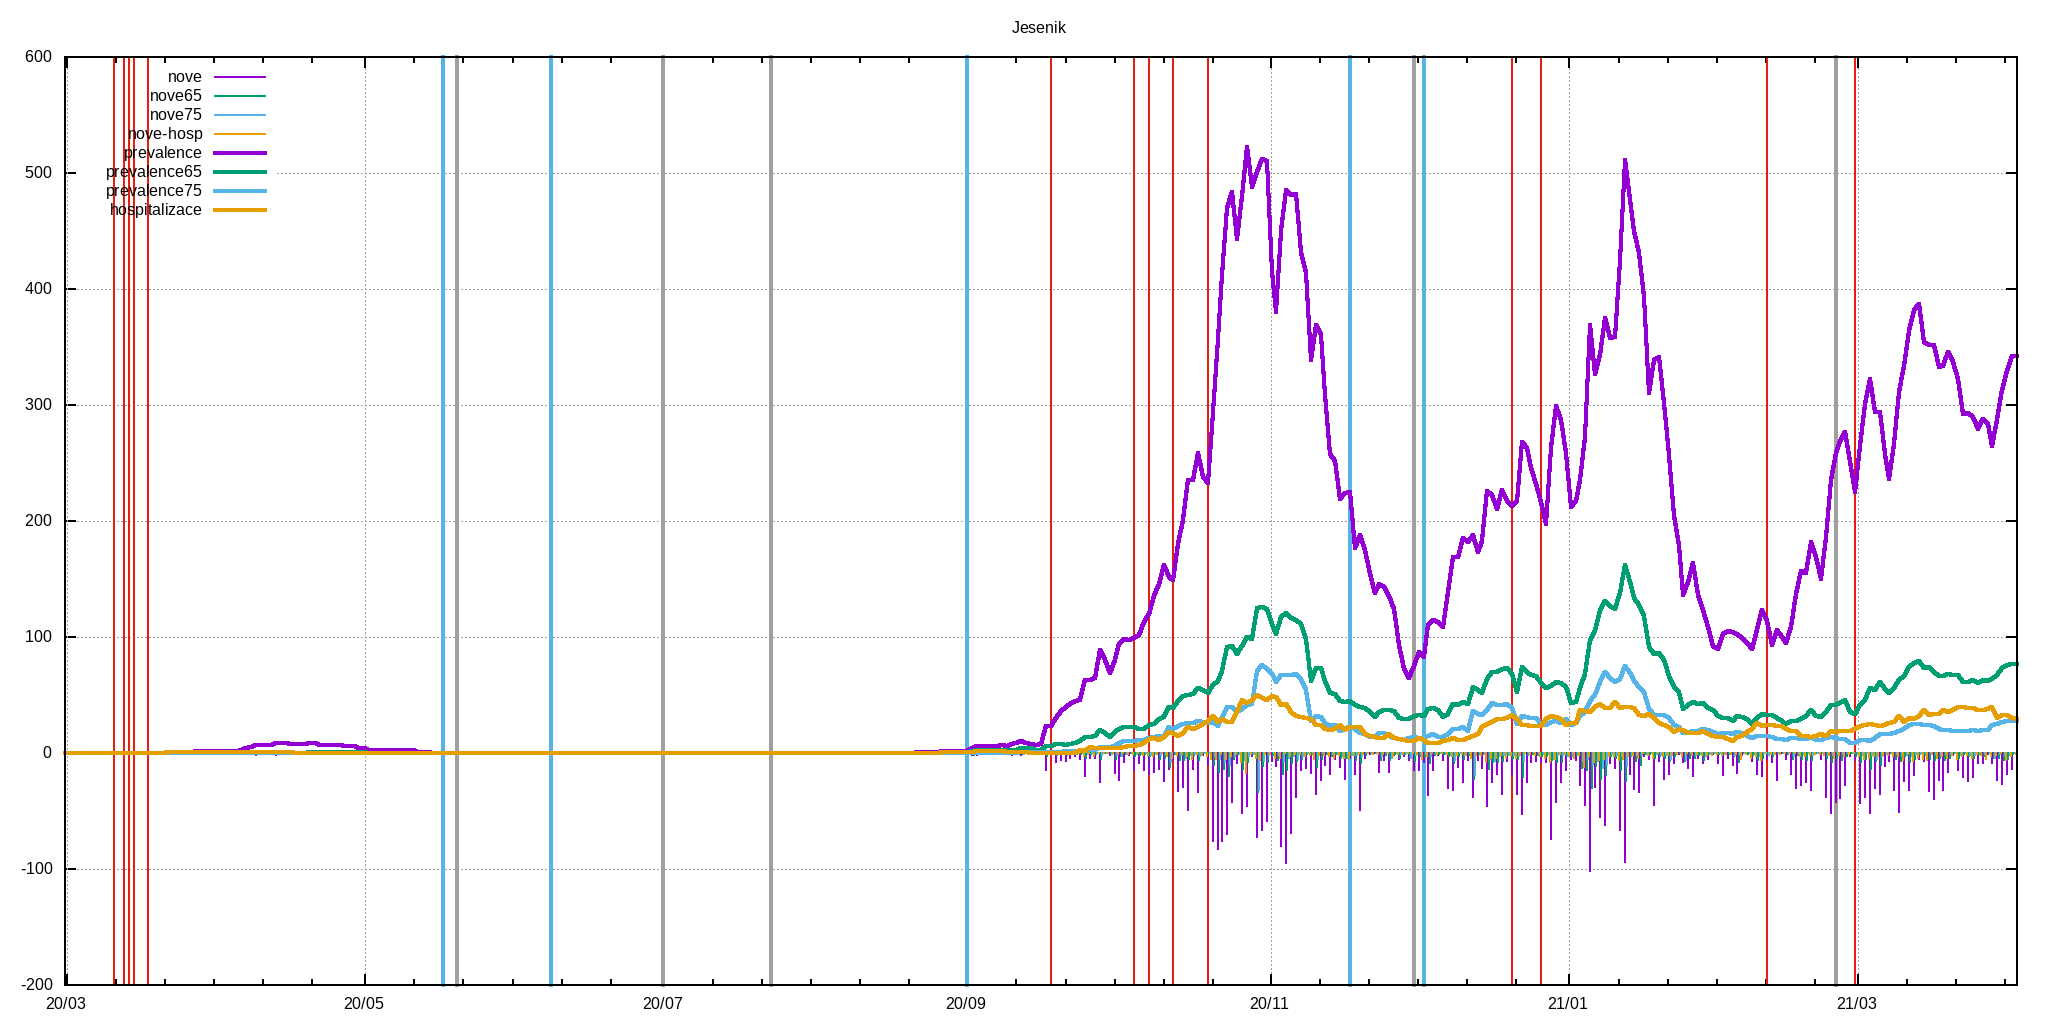 Jesenik
600
500
400
300
200
100
0
-100
-200
nove
nove65
nove75
nove-hosp
prevalence
prevalence65
prevalence75
hospitalizace
20/03
20/05
20/07
20/09
20/11
21/01
21/03